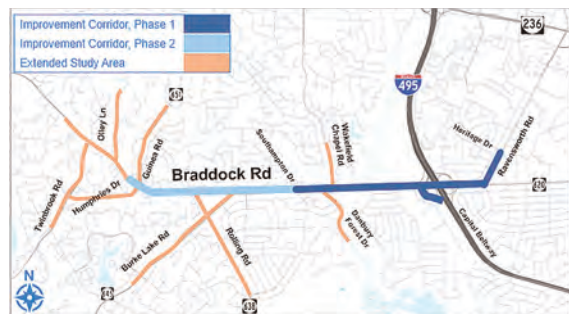 Improvement Corridor, Phase 1
Improvement Corridor, Phase 2
Extended Study Area
236
495
651
Olley Ln
Guinea Rd
Heritage Dr
Ravensworth Rd
Wakefield
Chapel Rd
Southampton Dr
Braddock Rd
Twinbrook Rd
Humphries Dr
620
Danbury
Forest Dr
Capital Beltway
Burke Lake Rd
Rolling Rd
N
645
638